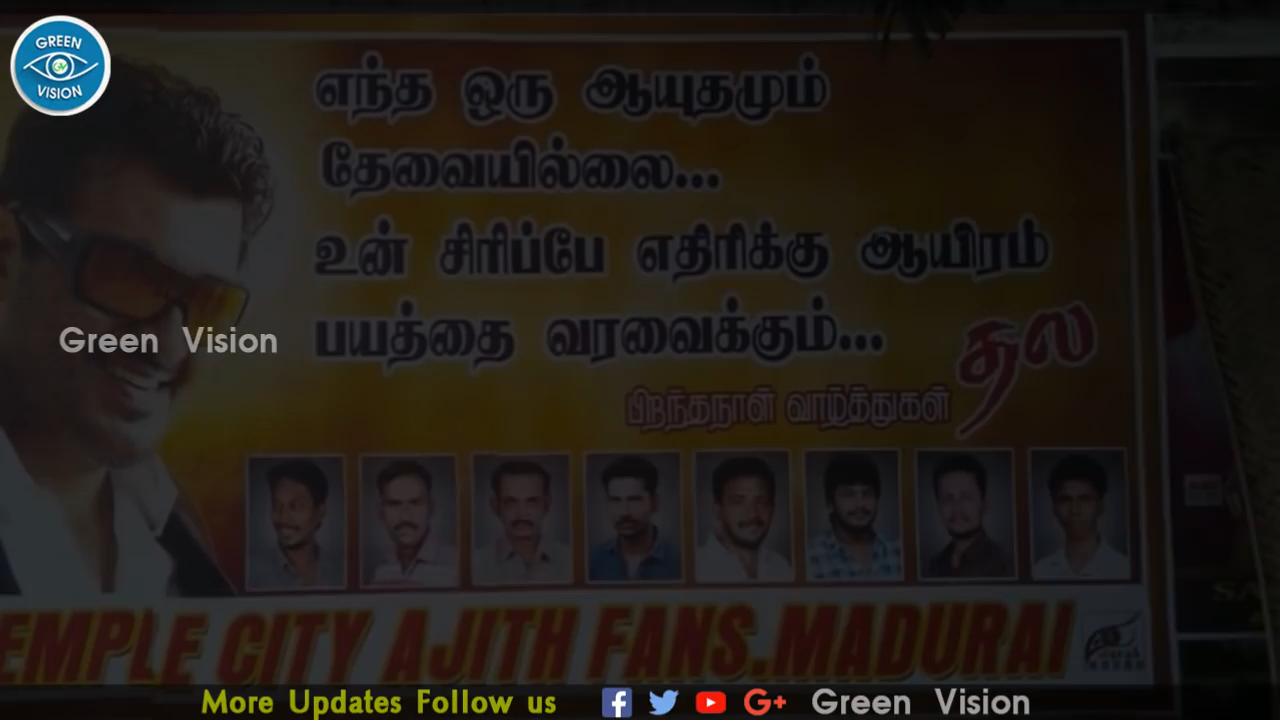 GREEN
VISION
எந்த ஒரு ஆயுதமும்
தேவையில்லை...
உன் சிரிப்பே எதிரிக்கு ஆயிரம்
Green Vision
பயத்தை வரவைக்கும்...
தல
பிறந்தநாள் வாழ்த்துகள்
EMPLE CITY AJITH FANS.MADURAI
More Updates Follow us
Green Vision